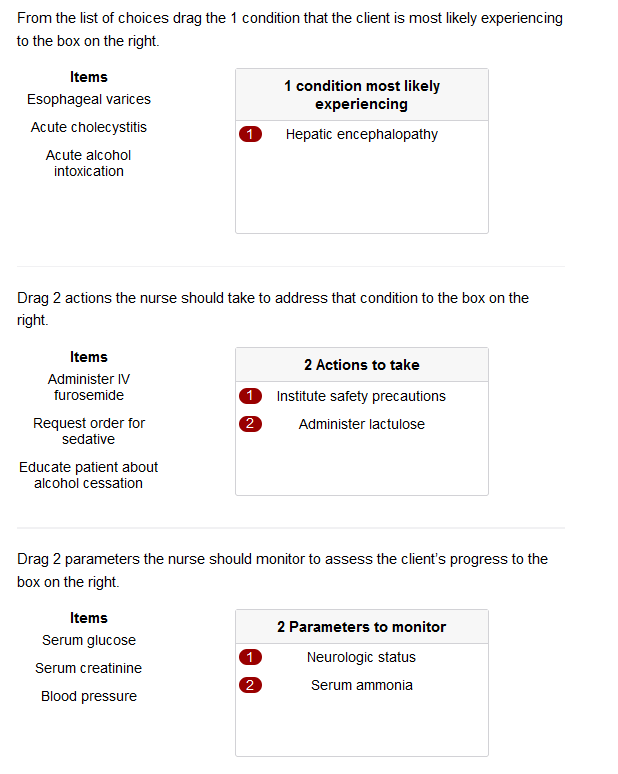 From the list of choices drag the 1 condition that the client is most likely experiencing
to the box on the right.
Items
Esophageal varices
Acute cholecystitis
Acute alcohol
intoxication
1 condition most likely
experiencing
1 Hepatic encephalopathy
Drag 2 actions the nurse should take to address that condition to the box on the
right.
Items
Administer IV
furosemide
Request order for
sedative
Educate patient about
alcohol cessation
2 Actions to take
1 Institute safety precautions
2 Administer lactulose
Drag 2 parameters the nurse should monitor to assess the client's progress to the
box on the right.
Items
Serum glucose
Serum creatinine
Blood pressure
2 Parameters to monitor
1 Neurologic status
2 Serum ammonia